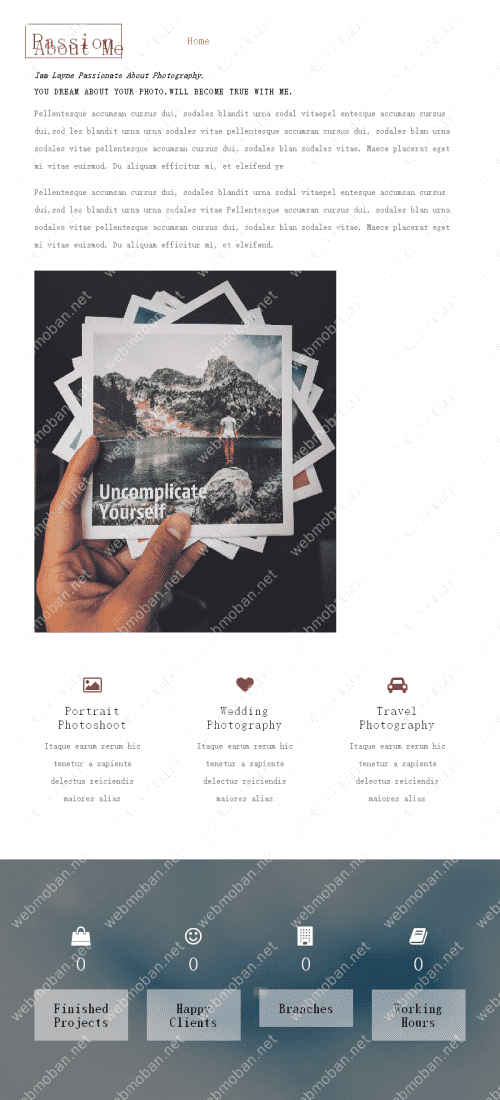 Passion
Home
About Me
Iam Layne Passionate About Photography.
YOU DREAM ABOUT YOUR PHOTO.WILL BECOME TRUE WITH ME.
Pellentesque accumsan cursus dui, sodales blandit urna sodal vitaepel entesque accumsan cursus
dui,sod les blandit urna urna sodales vitae pellentesque accumsan cursus dui, sodales blan urna
sodales vitae pellentesque accumsan cursus dui, sodales blan sodales vitae. Maece placerat eget
mi vitae euismod. Du aliquam efficitur mi, et eleifend ye
Pellentesque accumsan cursus dui, sodales blandit urna sodal vitaepel entesque accumsan cursus
dui,sod les blandit urna urna sodales vitae Pellentesque accumsan cursus dui, sodales blan urna
sodales vitae pellentesque accumsan cursus dui, sodales blan sodales vitae. Maece placerat eget
mi vitae euismod. Du aliquam efficitur mi, et eleifend.
Uncomplicate
Yourself
Portrait
Photoshoot
Itaque earum rerum hic
tenetur a sapiente
delectus reiciendis
maiores alias
Wedding
Photography
Itaque earum rerum hic
tenetur a sapiente
delectus reiciendis
maiores alias
Travel
Photography
Itaque earum rerum hic
tenetur a sapiente
delectus reiciendis
maiores alias
0
Finished
Projects
0
Happy
Clients
0
Branches
0
Working
Hours
webmoban.net